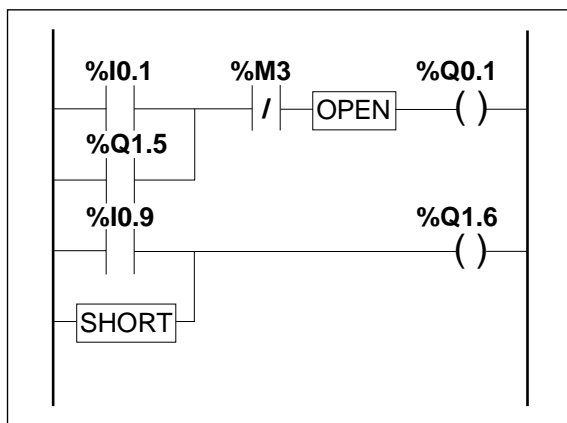 %I0.1 %M3 %Q0.1
/ OPEN ( )
%Q1.5
%I0.9 %Q1.6
( )
SHORT